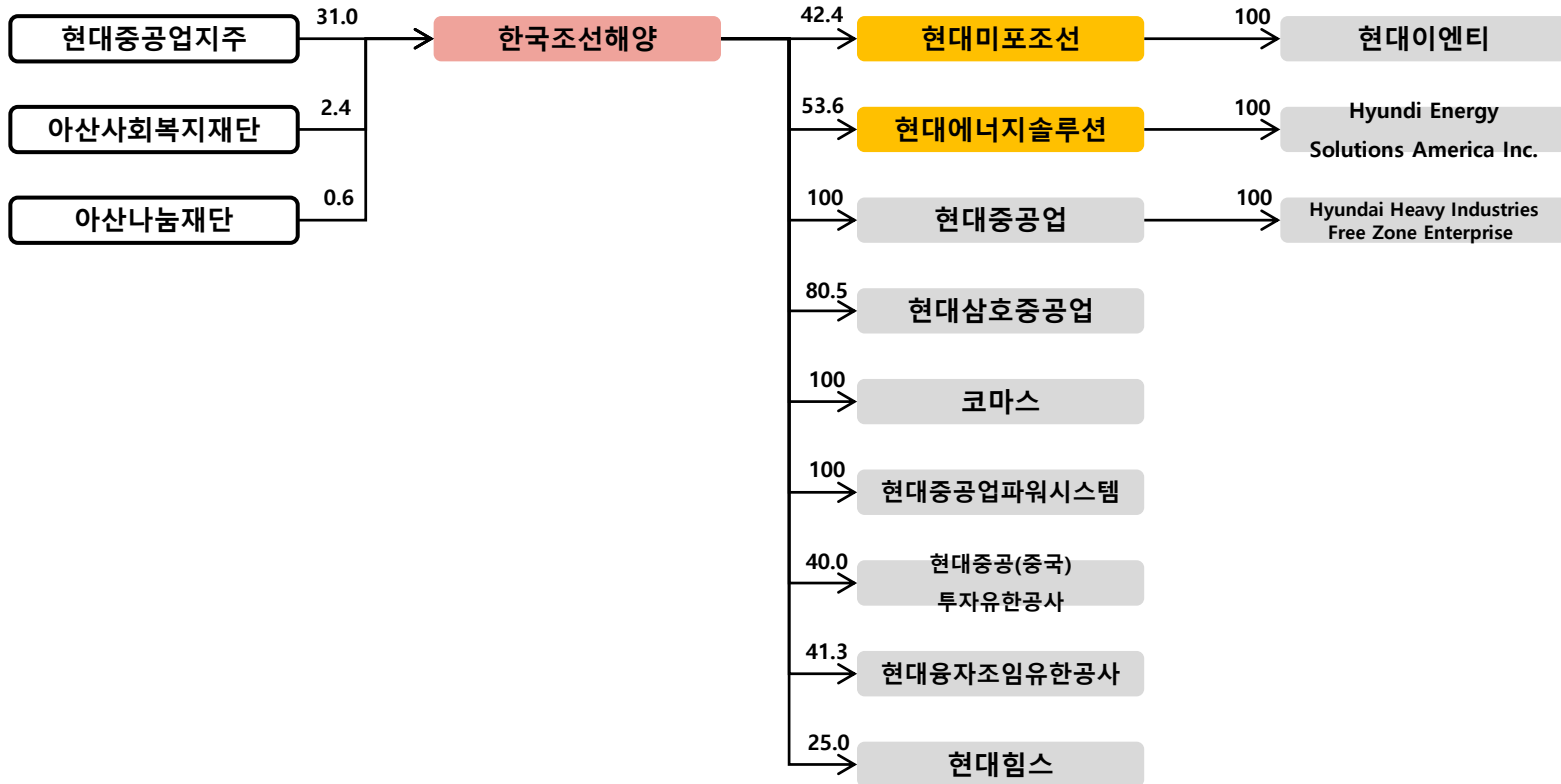 현대중공업지주
31.0
한국조선해양
42.4
현대미포조선
100
현대이엔티
아산사회복지재단
2.4
53.6
현대에너지솔루션
100
Hyundi Energy
Solutions America Inc.
아산나눔재단
0.6
100
현대중공업
100
Hyundai Heavy Industries
Free Zone Enterprise
80.5
현대삼호중공업
100
코마스
100
현대중공업파워시스템
40.0
현대중공(중국)
투자유한공사
41.3
현대융자조임유한공사
25.0
현대힘스